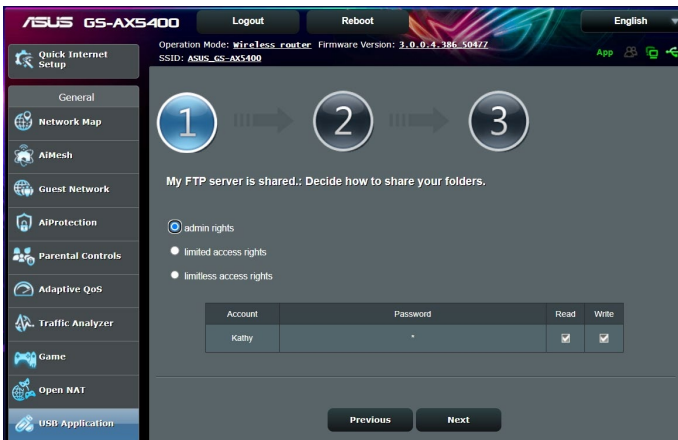 ASUS GS-AX5400
Logout
Reboot
English
Quick Internet
Setup
Operation Mode: Wireless router Firmware Version: 3.0.0.4.386_50477
SSID: ASUS_GS-AX5400
App
General
Network Map
AiMesh
Guest Network
AiProtection
Parental Controls
Adaptive QoS
Traffic Analyzer
Game
Open NAT
USB Application
1
2
3
My FTP server is shared.: Decide how to share your folders.
admin rights
limited access rights
limitless access rights
Account Password Read Write
Kathy *
Previous Next